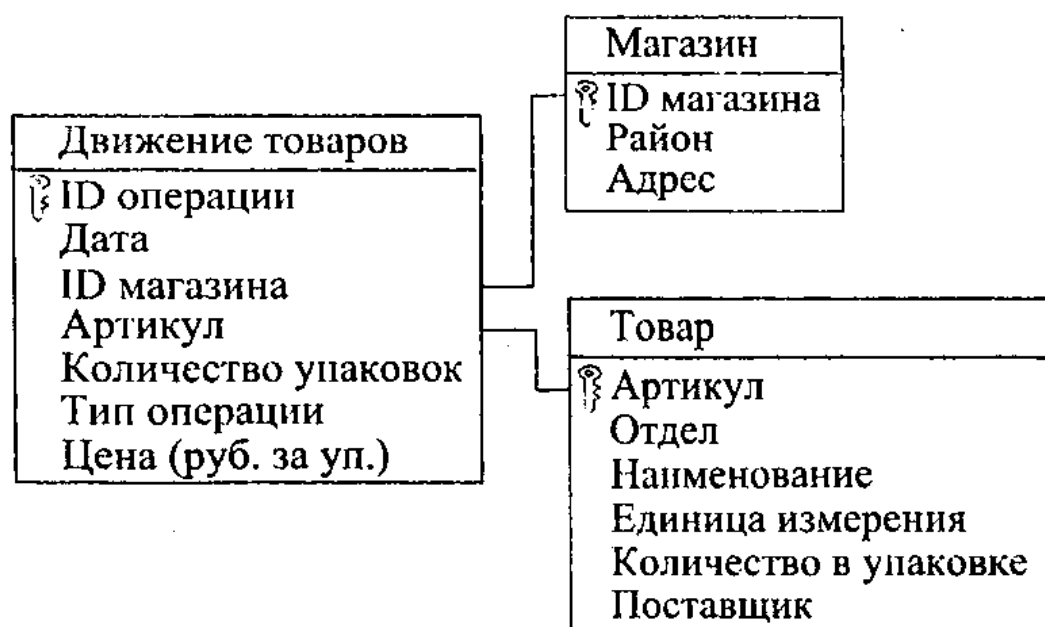 Магазин
ID магазина
Район
Адрес
Движение товаров
ID операции
Дата
ID магазина
Артикул
Количество упаковок
Тип операции
Цена (руб. за уп.)
Товар
Артикул
Отдел
Наименование
Единица измерения
Количество в упаковке
Поставщик